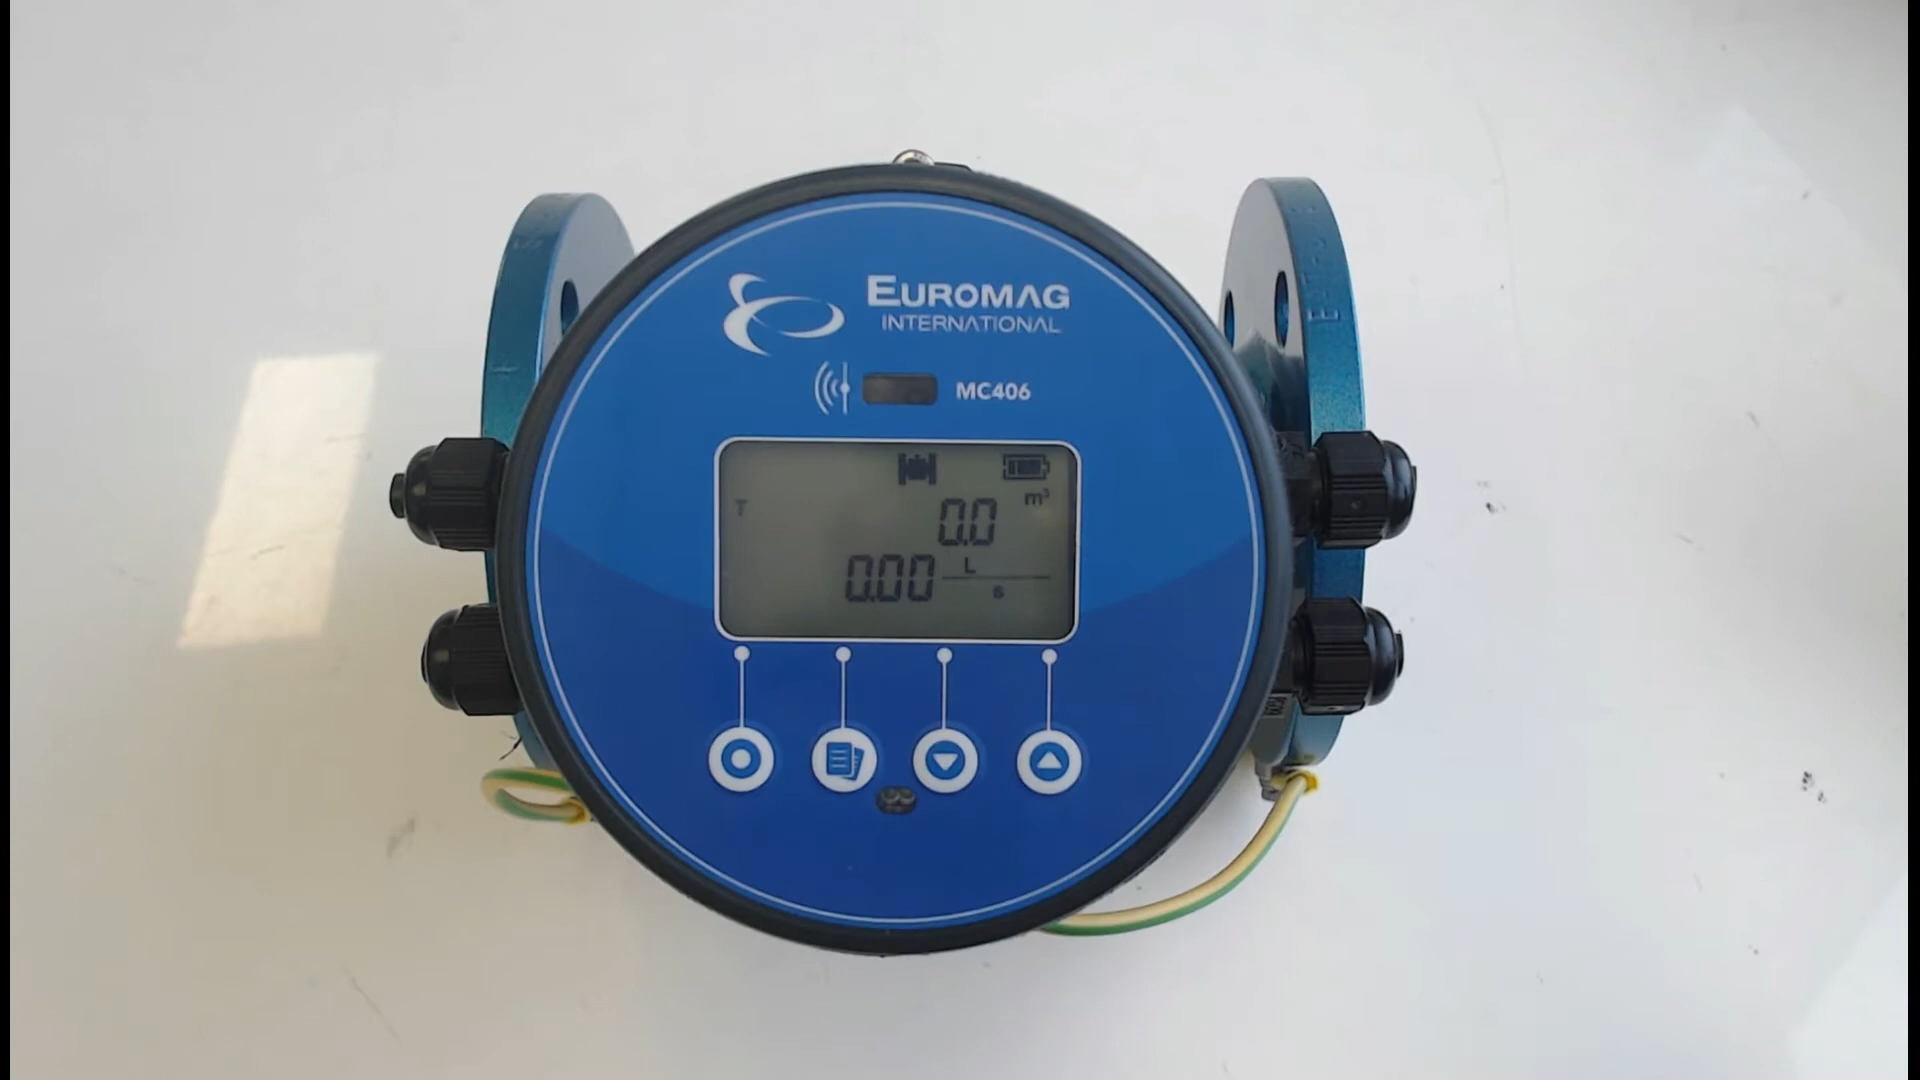 EUROMAG
INTERNATIONAL
MC406
m³
T 0.0
0.00 L
s